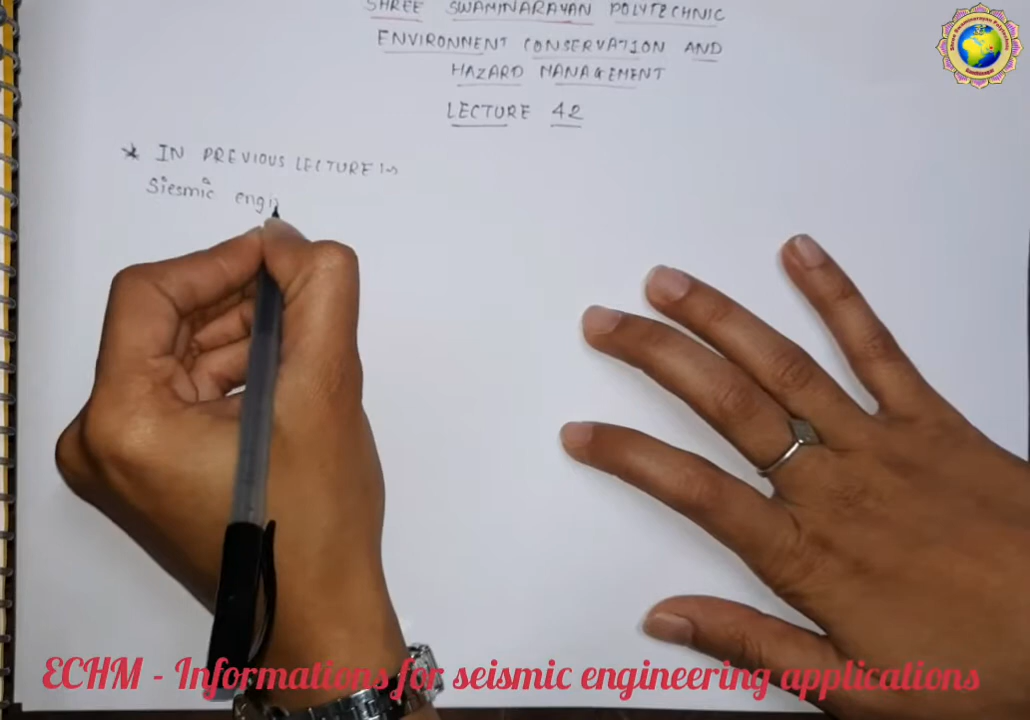 SHREE SWAMINARAYAN POLYTECHNIC
ENVIRONMENT CONSERVATION AND
HAZARD MANAGEMENT
LECTURE 42
* IN PREVIOUS LECTURE :-
Siesmic engin
ECHM - Informations for seismic engineering applications